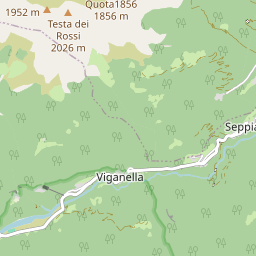 Quota1856
1856 m
1952 m
Testa dei
Rossi
2026 m
Seppia
Viganella